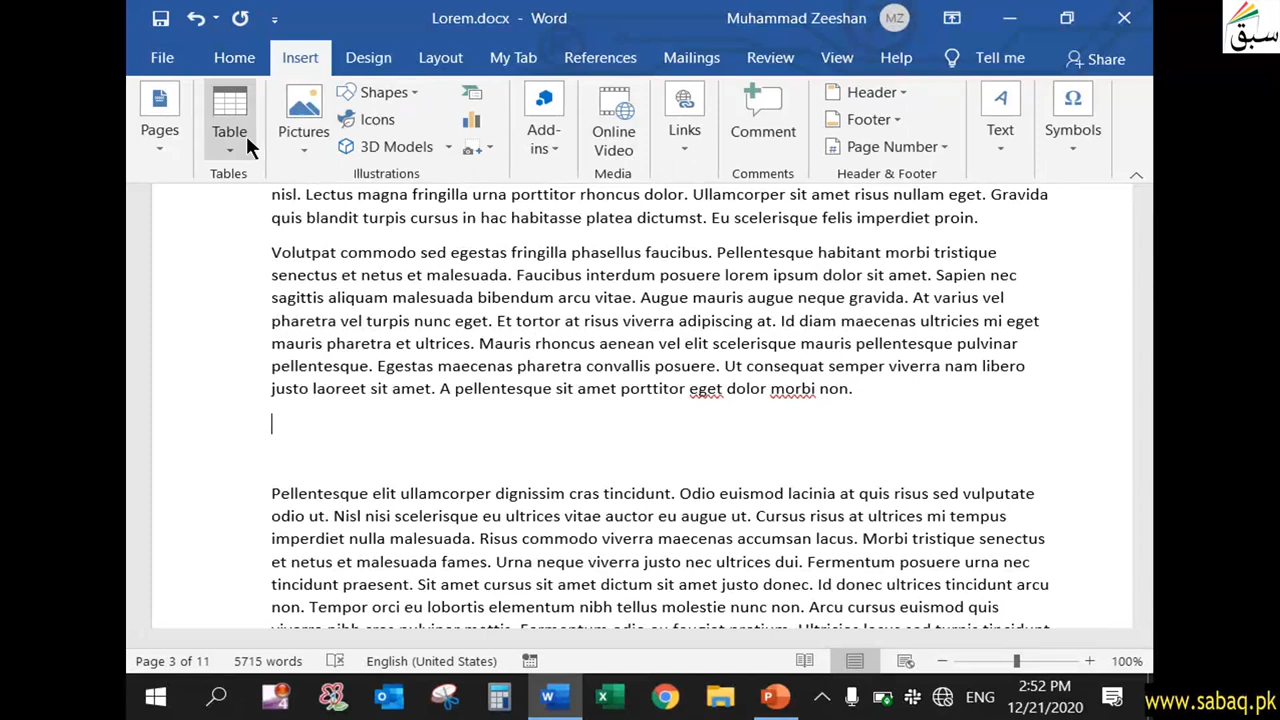 Lorem.docx - Word
Muhammad Zeeshan
MZ
سبق
File Home Insert Design Layout My Tab References Mailings Review View Help Tell me Share
Pages
Table
Tables
Pictures
Shapes
Icons
3D Models
Illustrations
Add-
ins
Online
Video
Media
Links
Comment
Comments
Header
Footer
Page Number
Header & Footer
Text
Symbols
nisl. Lectus magna fringilla urna porttitor rhoncus dolor. Ullamcorper sit amet risus nullam eget. Gravida
quis blandit turpis cursus in hac habitasse platea dictumst. Eu scelerisque felis imperdiet proin.
Volutpat commodo sed egestas fringilla phasellus faucibus. Pellentesque habitant morbi tristique
senectus et netus et malesuada. Faucibus interdum posuere lorem ipsum dolor sit amet. Sapien nec
sagittis aliquam malesuada bibendum arcu vitae. Augue mauris augue neque gravida. At varius vel
pharetra vel turpis nunc eget. Et tortor at risus viverra adipiscing at. Id diam maecenas ultricies mi eget
mauris pharetra et ultrices. Mauris rhoncus aenean vel elit scelerisque mauris pellentesque pulvinar
pellentesque. Egestas maecenas pharetra convallis posuere. Ut consequat semper viverra nam libero
justo laoreet sit amet. A pellentesque sit amet porttitor eget dolor morbi non.
Pellentesque elit ullamcorper dignissim cras tincidunt. Odio euismod lacinia at quis risus sed vulputate
odio ut. Nisl nisi scelerisque eu ultrices vitae auctor eu augue ut. Cursus risus at ultrices mi tempus
imperdiet nulla malesuada. Risus commodo viverra maecenas accumsan lacus. Morbi tristique senectus
et netus et malesuada fames. Urna neque viverra justo nec ultrices dui. Fermentum posuere urna nec
tincidunt praesent. Sit amet cursus sit amet dictum sit amet justo donec. Id donec ultrices tincidunt arcu
non. Tempor orci eu lobortis elementum nibh tellus molestie nunc non. Arcu cursus euismod quis
Page 3 of 11 5715 words English (United States) 100%
ENG
2:52 PM
12/21/2020
www.sabaq.pk